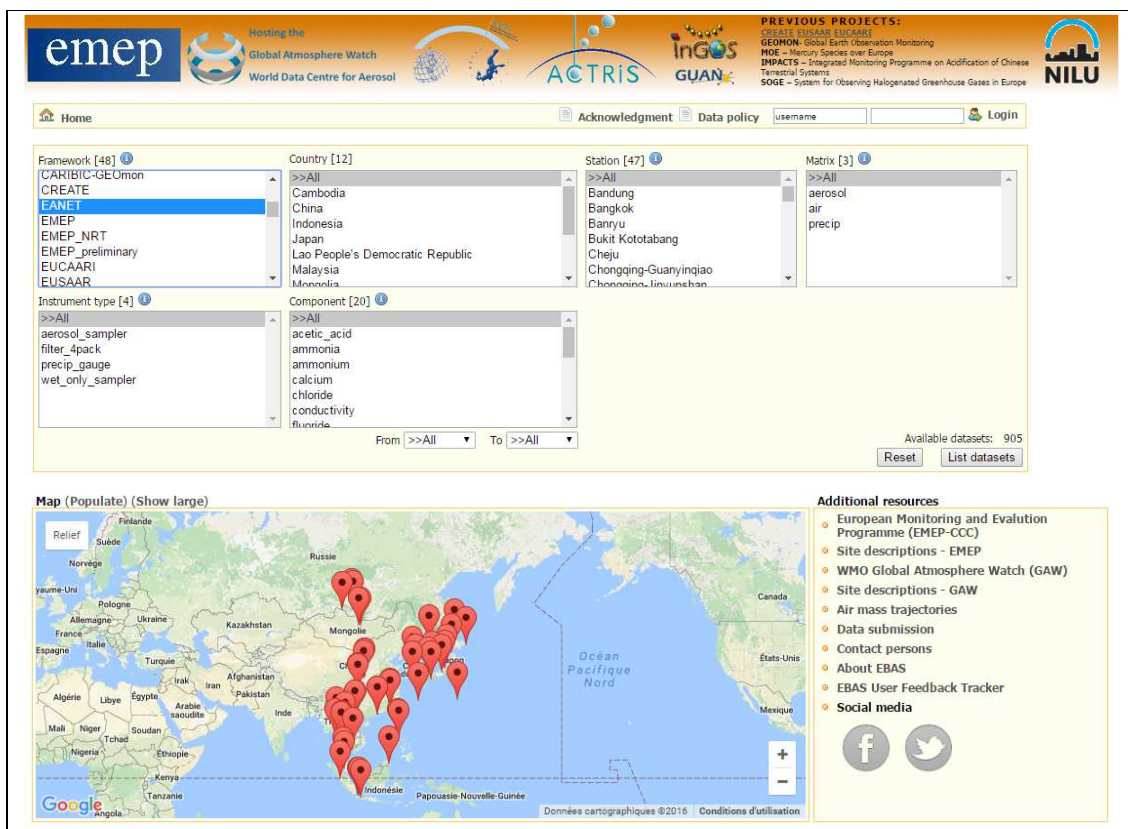 emep
Hosting the
Global Atmosphere Watch
World Data Centre for Aerosol
ACTRiS
inGOS
GUAN
PREVIOUS PROJECTS:
CREATE EUSAAR EUCAARI
GEOMON- Global Earth Observation Monitoring
MOE – Mercury Species over Europe
IMPACTS – Integrated Monitoring Programme on Acidification of Chinese
Terrestrial Systems
SOGE – System for Observing Halogenated Greenhouse Gases in Europe
NILU
Home
Acknowledgment Data policy username Login
Framework [48]
CARIBIC-GEOmon
CREATE
EANET
EMEP
EMEP_NRT
EMEP_preliminary
EUCAARI
EUSAAR
Country [12]
>>All
Cambodia
China
Indonesia
Japan
Lao People's Democratic Republic
Malaysia
Mongolia
Station [47]
>>All
Bandung
Bangkok
Banryu
Bukit Kototabang
Cheju
Chongqing-Guanyinqiao
Chongqing-Jinyunshan
Matrix [3]
>>All
aerosol
air
precip
Instrument type [4]
>>All
aerosol_sampler
filter_4pack
precip_gauge
wet_only_sampler
Component [20]
>>All
acetic_acid
ammonia
ammonium
calcium
chloride
conductivity
fluoride
From >>All To >>All
Available datasets: 905
Reset List datasets
Map (Populate) (Show large)
Relief
Finlande
Suède
Norvège
Russie
yaume-Uni
Pologne
Allemagne
Ukraine
Kazakhstan
Mongolie
France
Italie
Espagne
Turquie
Irak
Iran
Afghanistan
Pakistan
Algérie
Libye
Égypte
Arabie
saoudite
Inde
Mali
Niger
Tchad
Soudan
Nigeria
Éthiopie
Kenya
Tanzanie
Angola
Indonésie
Papouasie-Nouvelle-Guinée
Océan
Pacifique
Nord
Canada
États-Unis
Mexique
+
−
Google
Données cartographiques ©2016 Conditions d'utilisation
Additional resources
European Monitoring and Evalution
Programme (EMEP-CCC)
Site descriptions - EMEP
WMO Global Atmosphere Watch (GAW)
Site descriptions - GAW
Air mass trajectories
Data submission
Contact persons
About EBAS
EBAS User Feedback Tracker
Social media